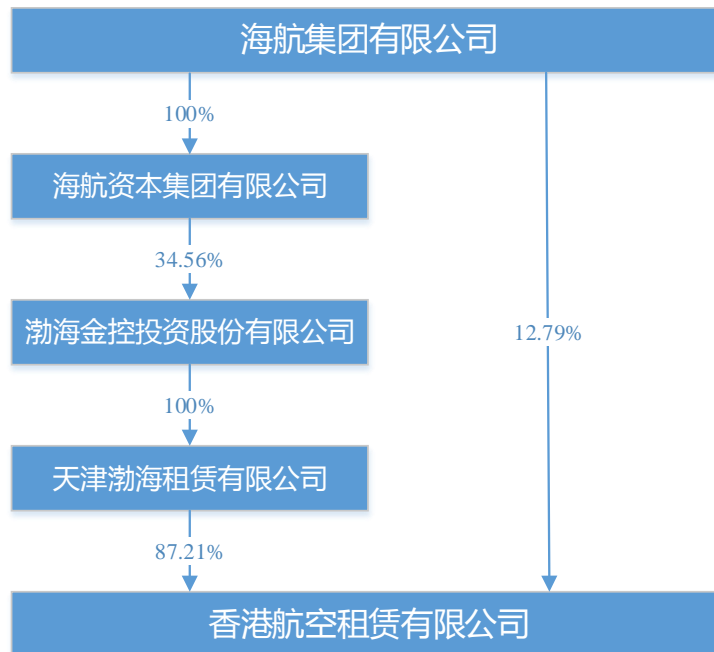 海航集团有限公司
100%
海航资本集团有限公司
34.56%
渤海金控投资股份有限公司
12.79%
100%
天津渤海租赁有限公司
87.21%
香港航空租赁有限公司